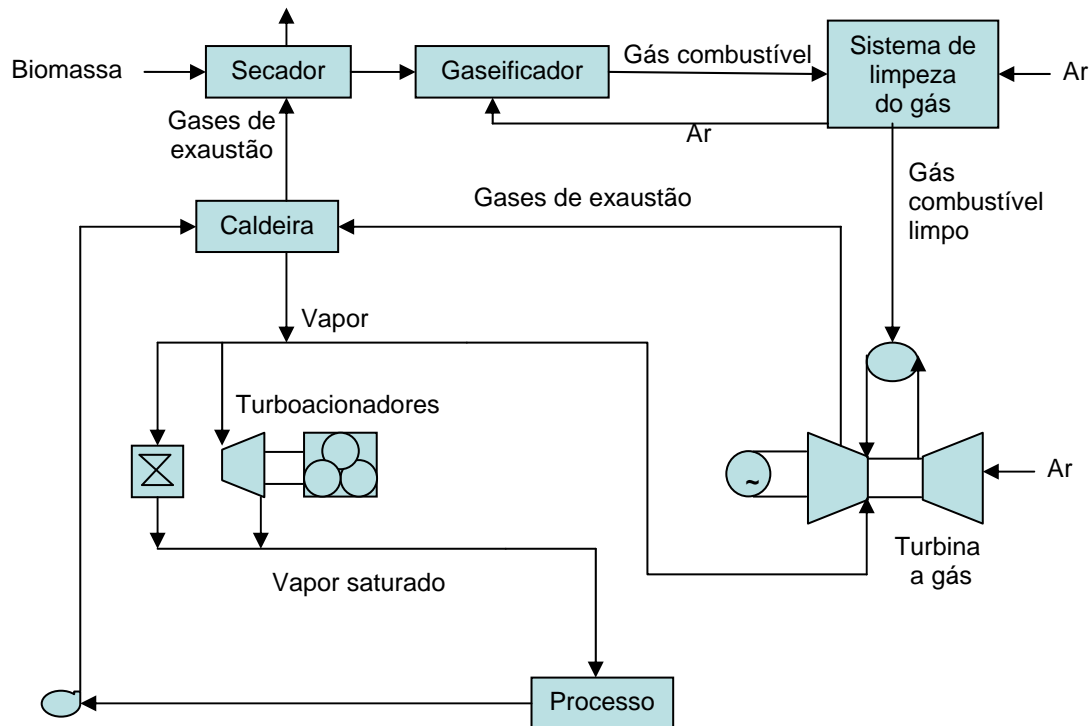 Biomassa
Secador
Gaseificador
Gás combustível
Sistema de
limpeza
do gás
Ar
Ar
Gases de
exaustão
Gás
combustível
limpo
Caldeira
Gases de exaustão
Vapor
Turboacionadores
~
Ar
Turbina
a gás
Vapor saturado
Processo